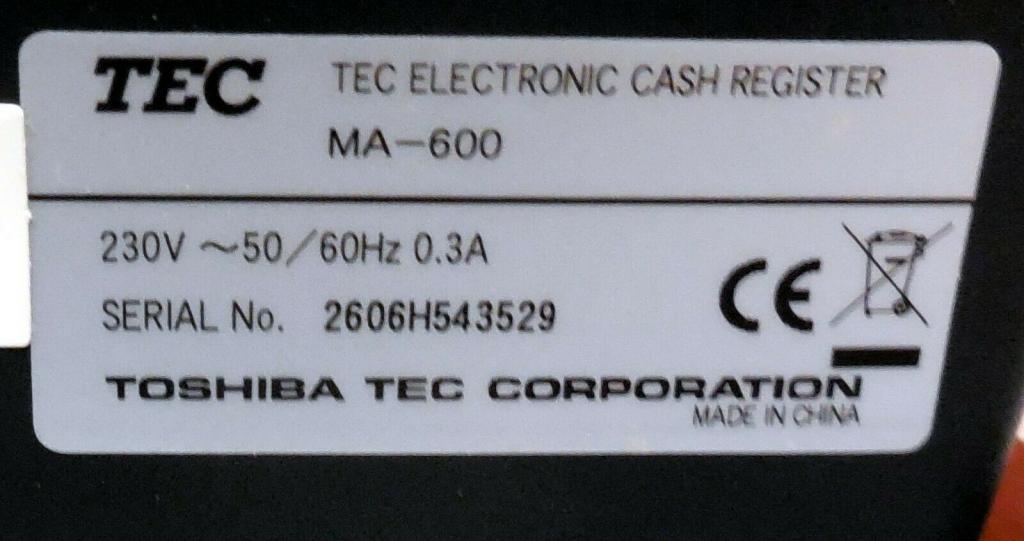 TEC TEC ELECTRONIC CASH REGISTER
MA-600
230V ~50/60Hz 0.3A
SERIAL No. 2606H543529
CE
TOSHIBA TEC CORPORATION
MADE IN CHINA